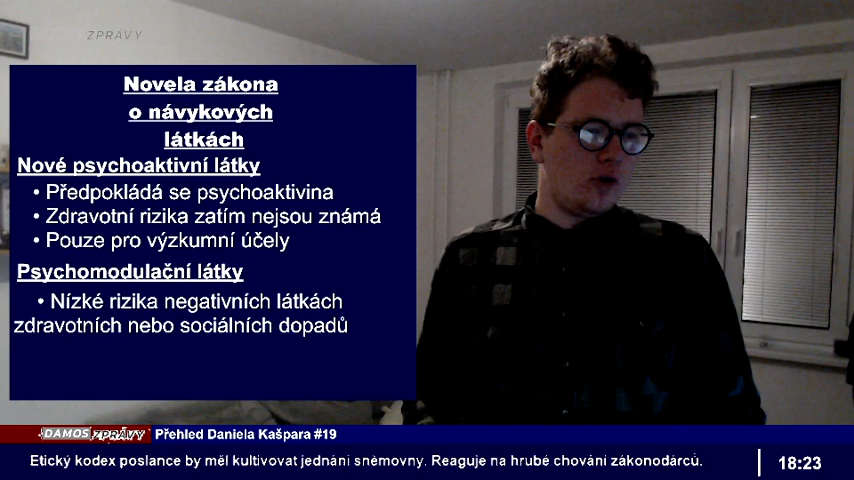 ZPRÁVY
Novela zákona
o návykových
látkách
Nové psychoaktivní látky
• Předpokládá se psychoaktivina
• Zdravotní rizika zatím nejsou známá
• Pouze pro výzkumní účely
Psychomodulační látky
• Nízké rizika negativních látkách
zdravotních nebo sociálních dopadů
DAMOS ZPRÁVY Přehled Daniela Kašpara #19
Etický kodex poslance by měl kultivovat jednání sněmovny. Reaguje na hrubé chování zákonodárců. 18:23